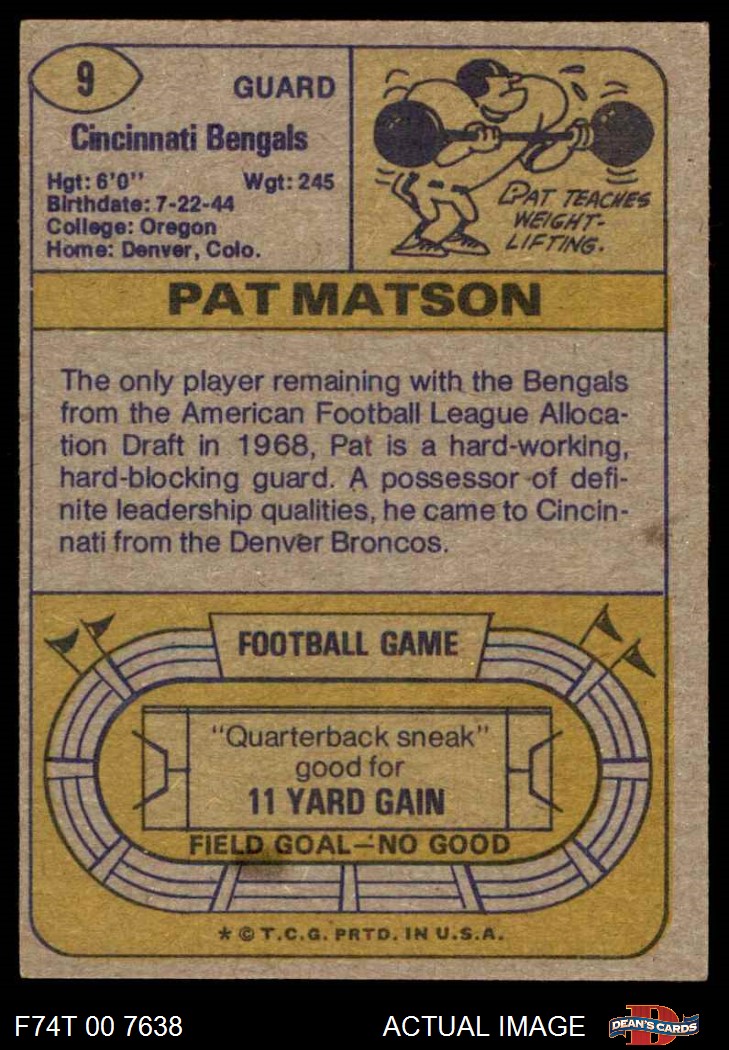 9
GUARD
Cincinnati Bengals
Hgt: 6'0" Wgt: 245
Birthdate: 7-22-44
College: Oregon
Home: Denver, Colo.
PAT TEACHES
WEIGHT-
LIFTING.
PAT MATSON
The only player remaining with the Bengals
from the American Football League Alloca-
tion Draft in 1968, Pat is a hard-working,
hard-blocking guard. A possessor of defi-
nite leadership qualities, he came to Cincin-
nati from the Denver Broncos.
FOOTBALL GAME
"Quarterback sneak"
good for
11 YARD GAIN
FIELD GOAL—NO GOOD
* © T.C.G. PRTD. IN U.S.A.
F74T 00 7638
ACTUAL IMAGE
D
DEAN'S CARDS